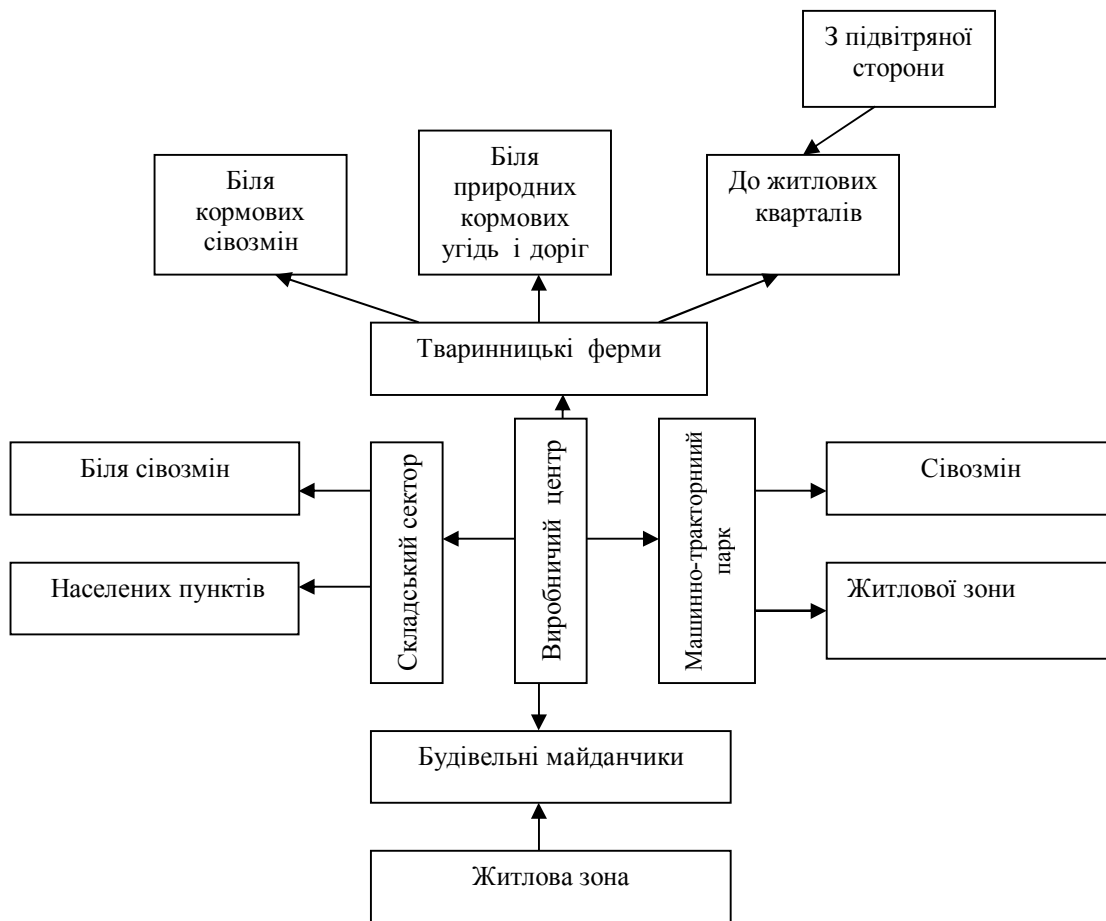 З підвітряної
сторони
Біля
кормових
сівозмін
Біля
природних
кормових
угідь і доріг
До житлових
кварталів
Тваринницькі ферми
Біля сівозмін
Населених пунктів
Складський сектор
Виробничий центр
Машинно-тракторниий
парк
Сівозмін
Житлової зони
Будівельні майданчики
Житлова зона